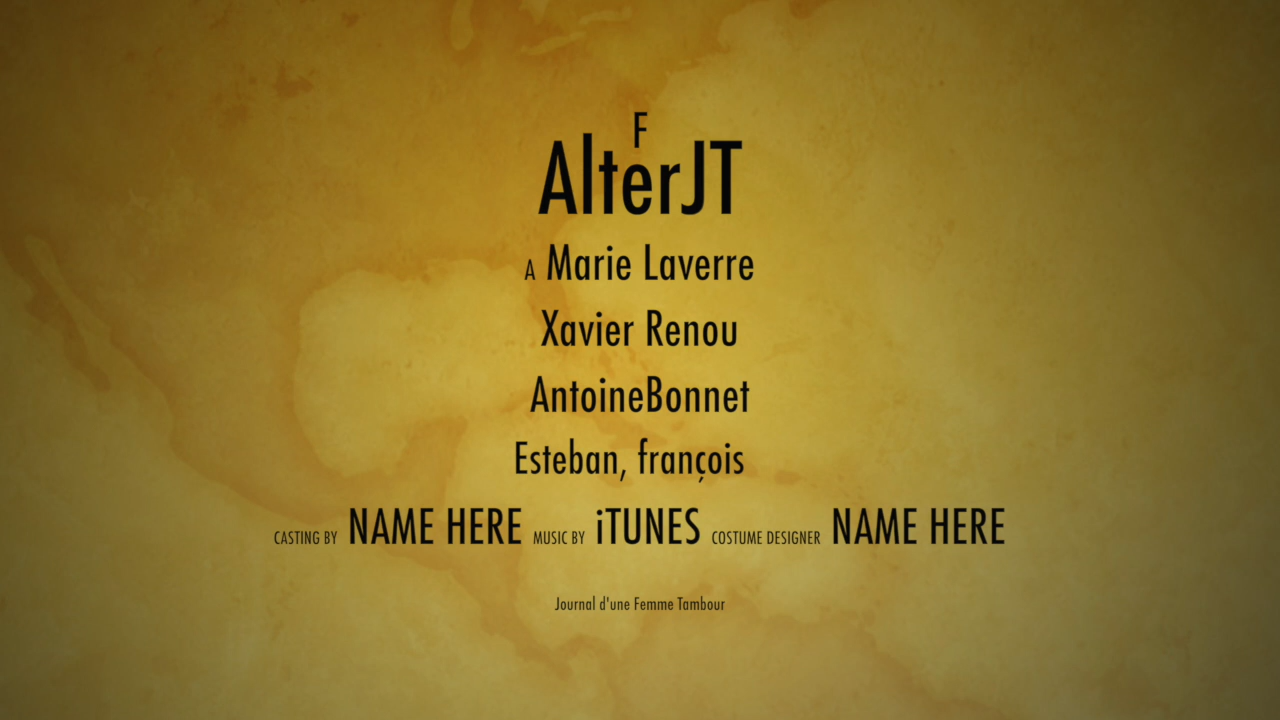 F
AlterJT
A Marie Laverre
Xavier Renou
AntoineBonnet
Esteban, françois
CASTING BY NAME HERE MUSIC BY iTUNES COSTUME DESIGNER NAME HERE
Journal d'une Femme Tambour